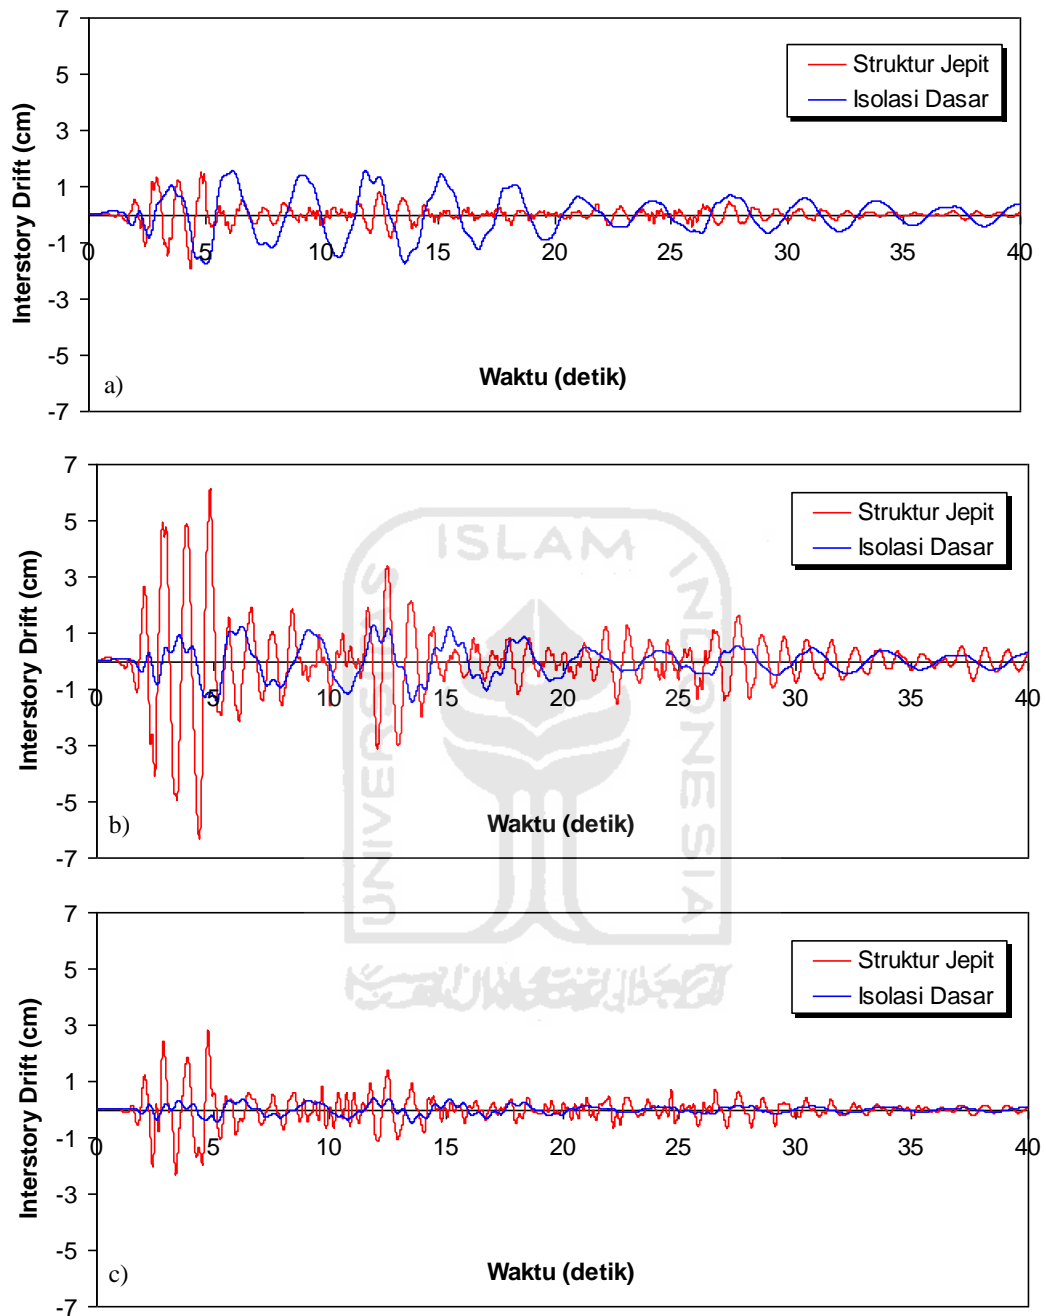 7
5
3
1
-1
-3
-5
-7
Interstory Drift (cm)
Struktur Jepit
Isolasi Dasar
0 5 10 15 20 25 30 35 40
Waktu (detik)
a)
7
5
3
1
-1
-3
-5
-7
Interstory Drift (cm)
Struktur Jepit
Isolasi Dasar
0 5 10 15 20 25 30 35 40
Waktu (detik)
b)
ISLAM
UNIVERSITAS
INDONESIA
7
5
3
1
-1
-3
-5
-7
Interstory Drift (cm)
Struktur Jepit
Isolasi Dasar
0 5 10 15 20 25 30 35 40
Waktu (detik)
c)